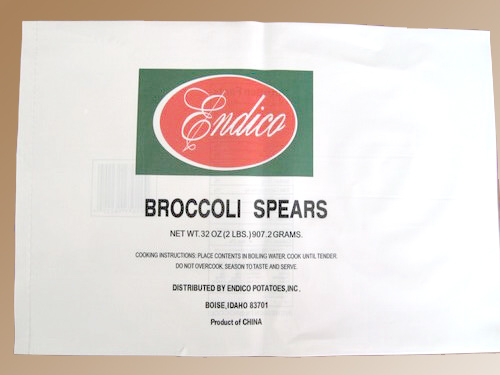 Endico
BROCCOLI SPEARS
NET WT.32 OZ(2 LBS.)907.2GRAMS.
COOKING INSTRUCTIONS: PLACE CONTENTS IN BOILING WATER. COOK UNTIL TENDER.
DO NOT OVERCOOK. SEASON TO TASTE AND SERVE.
DISTRIBUTED BY ENDICO POTATOES,INC.
BOISE,IDAHO 83701
Product of CHINA